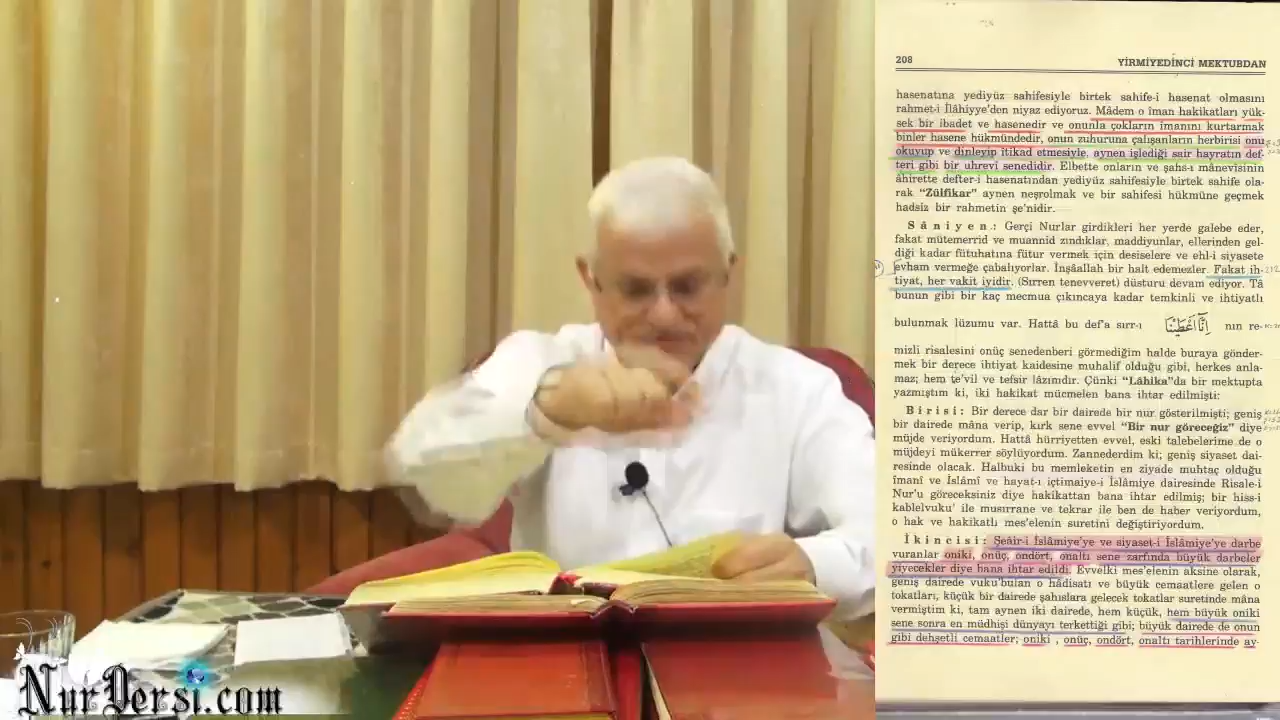 208
YİRMİYEDİNCİ MEKTUBDAN
hasenatına yediyüz sahifesiyle birtek sahife-i hasenat olmasını
rahmet-i İlâhiyye'den niyaz ediyoruz. Mâdem o îman hakikatları yük-
sek bir ibadet ve hasenedir ve onunla çokların imanını kurtarmak
binler hasene hükmündedir, onun zuhuruna çalışanların herbirisi onu
okuyup ve dinleyip itikad etmesiyle, aynen işlediği sair hayratın def-
teri gibi bir uhrevî senedidir. Elbette onların ve şahs-ı mânevisinin
âhirette defter-i hasenatından yediyüz sahifesiyle birtek sahife ola-
rak "Zülfikar" aynen neşrolmak ve bir sahifesi hükmüne geçmek
hadsiz bir rahmetin şe'nidir.
Sâniyen: Gerçi Nurlar girdikleri her yerde galebe eder,
fakat mütemerrid ve muannid zındıklar, maddiyunlar, ellerinden gel-
diği kadar fütuhatına fütur vermek için desiselere ve ehl-i siyasete
evham vermeğe çabalıyorlar. İnşâallah bir halt edemezler. Fakat ih-
tiyat, her vakit iyidir. (Sırren tenevveret) düsturu devam ediyor. Tâ
bunun gibi bir kaç mecmua çıkıncaya kadar temkinli ve ihtiyatlı
bulunmak lüzumu var. Hattâ bu def'a sırr-ı اِنَّا اَعْطَيْنَا nın re-
mizli risalesini onüç senedenberi görmediğim halde buraya gönder-
mek bir derece ihtiyat kaidesine muhalif olduğu gibi, herkes anla-
maz; hem te'vil ve tefsir lâzımdır. Çünki "Lâhika"da bir mektupta
yazmıştım ki, iki hakikat mücmelen bana ihtar edilmişti:
Birisi: Bir derece dar bir dairede bir nur gösterilmişti; geniş
bir dairede mâna verip, kırk sene evvel "Bir nur göreceğiz" diye
müjde veriyordum. Hattâ hürriyetten evvel, eski talebelerime de o
müjdeyi mükerrer söylüyordum. Zannederdim ki; geniş siyaset dai-
resinde olacak. Halbuki bu memleketin en ziyade muhtaç olduğu
îmanî ve İslâmî ve hayat-ı içtimaiye-i İslâmiye dairesinde Risale-i
Nur'u göreceksiniz diye hakikattan bana ihtar edilmiş; bir hiss-i
kablelvuku' ile musırrane ve tekrar ile ben de haber veriyordum,
o hak ve hakikatlı mes'elenin suretini değiştiriyordum.
İkincisi: Şeâir-i İslâmiye'ye ve siyaset-i İslâmiye'ye darbe
vuranlar oniki, onüç, ondört, onaltı sene zarfında büyük darbeler
yiyecekler diye bana ihtar edildi. Evvelki mes'elenin aksine olarak,
geniş dairede vuku'bulan o hâdisatı ve büyük cemaatlere gelen o
tokatları, küçük bir dairede şahıslara gelecek tokatlar suretinde mâna
vermiştim ki, tam aynen iki dairede, hem küçük, hem büyük oniki
sene sonra en müdhişi dünyayı terkettiği gibi; büyük dairede de onun
gibi dehşetli cemaatler; oniki , onüç, ondört, onaltı tarihlerinde ay-
NurDersi.com